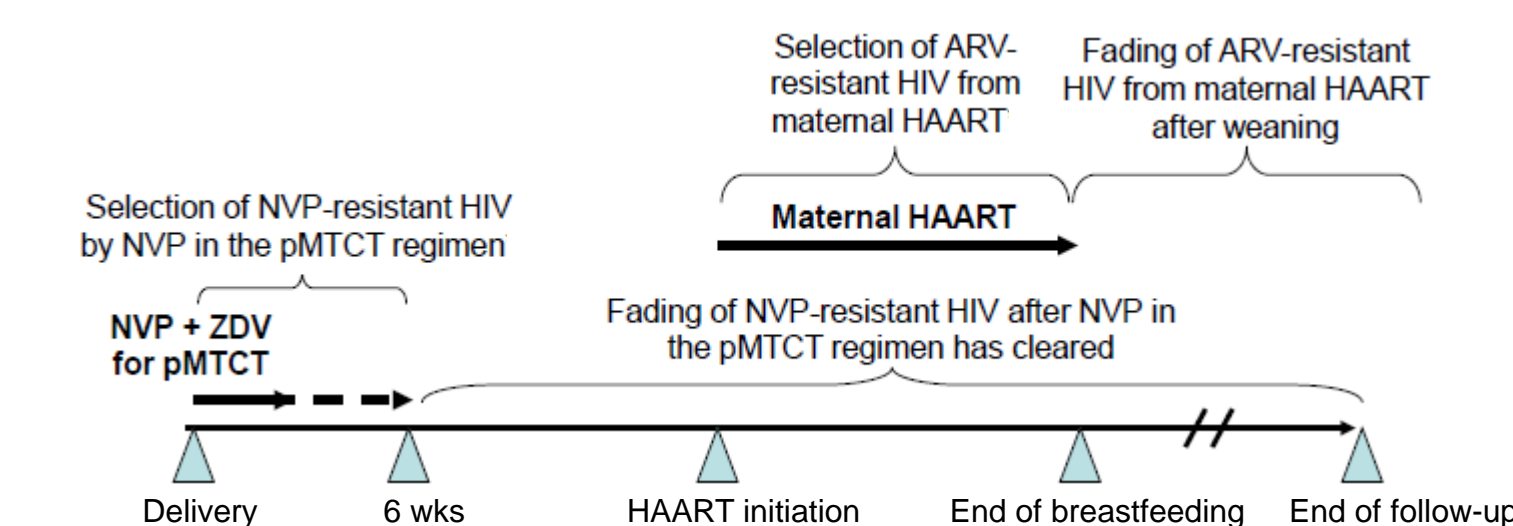 Selection of ARV-
resistant HIV from
maternal HAART
Fading of ARV-resistant
HIV from maternal HAART
after weaning
Selection of NVP-resistant HIV
by NVP in the pMTCT regimen
Maternal HAART
NVP + ZDV
for pMTCT
Fading of NVP-resistant HIV after NVP in
the pMTCT regimen has cleared
Delivery
6 wks
HAART initiation
End of breastfeeding
End of follow-up